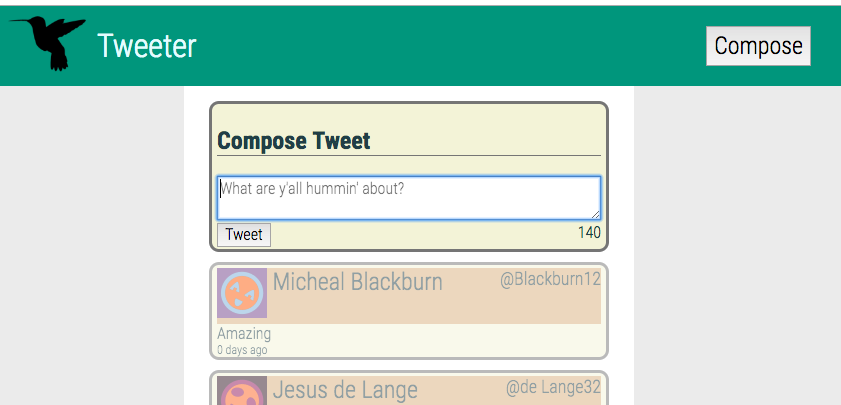 Tweeter
Compose
Compose Tweet
What are y'all hummin' about?
Tweet
140
Micheal Blackburn
@Blackburn12
Amazing
0 days ago
Jesus de Lange
@de Lange32